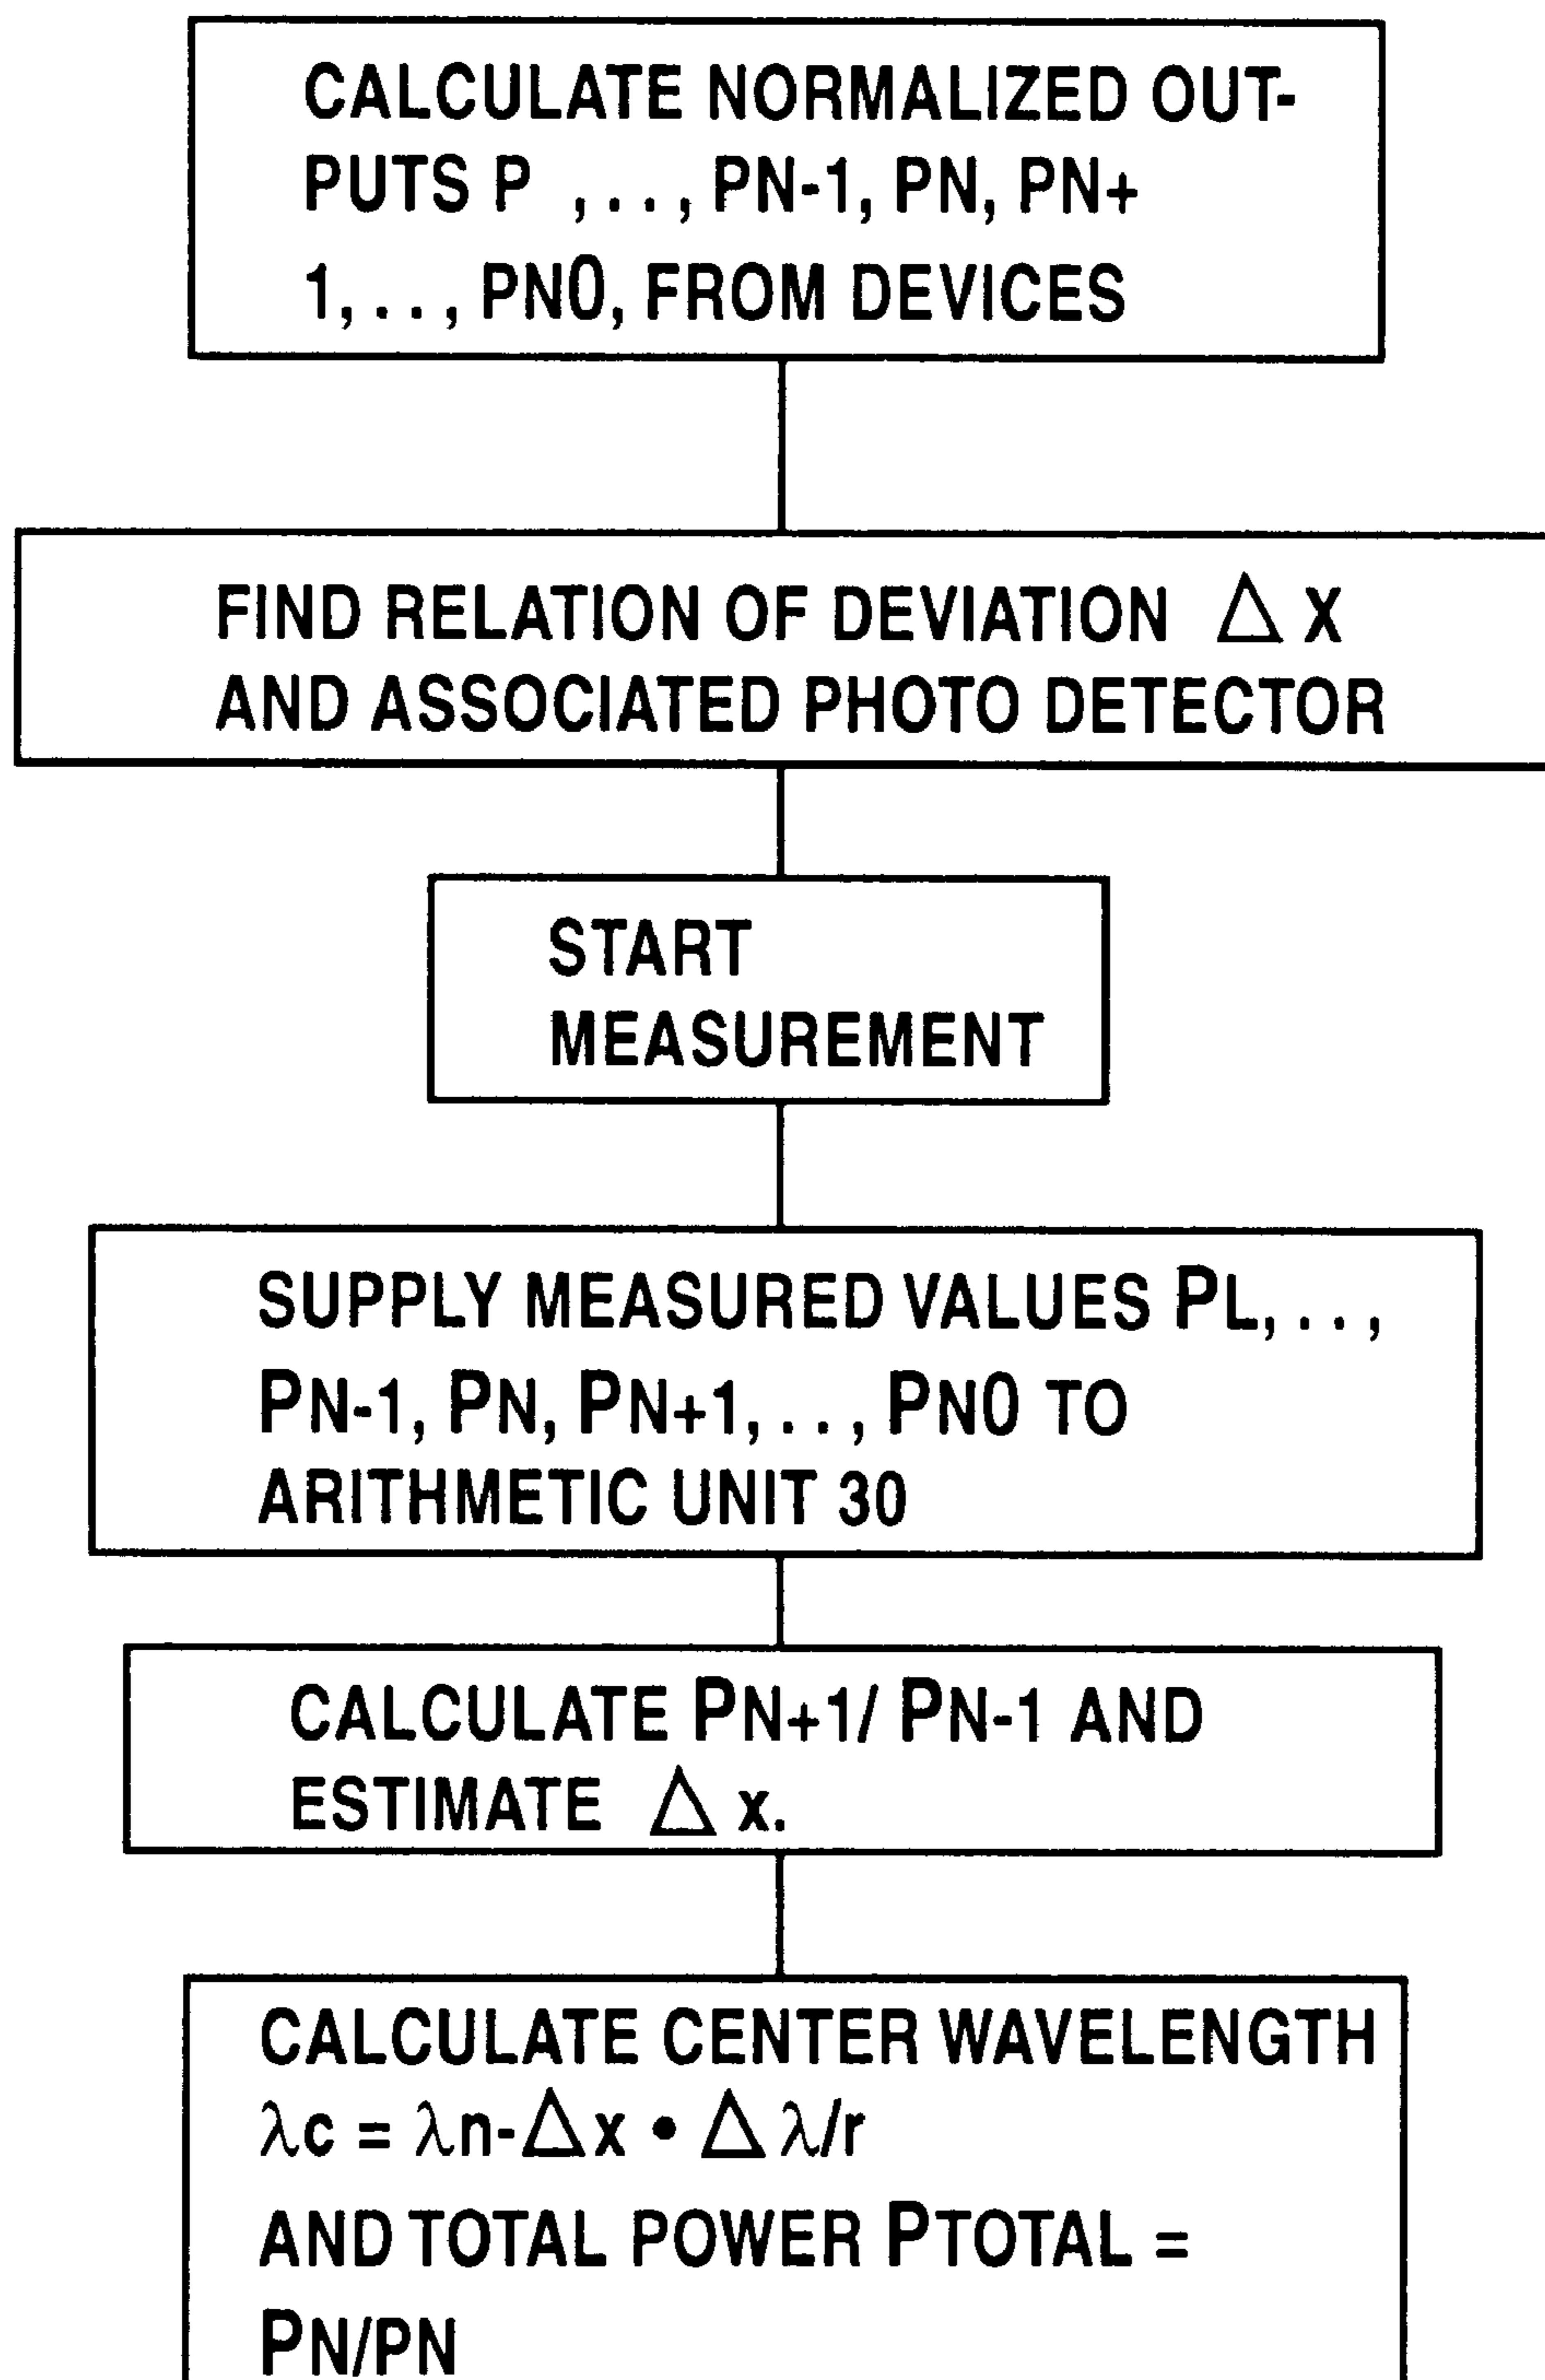 CALCULATE NORMALIZED OUT-
PUTS P ,.., PN-1, PN, PN+
1,.., PN0, FROM DEVICES
FIND RELATION OF DEVIATION △ X
AND ASSOCIATED PHOTO DETECTOR
START
MEASUREMENT
SUPPLY MEASURED VALUES PL,..,
PN-1, PN, PN+1,.., PN0 TO
ARITHMETIC UNIT 30
CALCULATE PN+1/ PN-1 AND
ESTIMATE △ x.
CALCULATE CENTER WAVELENGTH
λc = λn-△x • △ λ/r
AND TOTAL POWER PTOTAL =
PN/PN